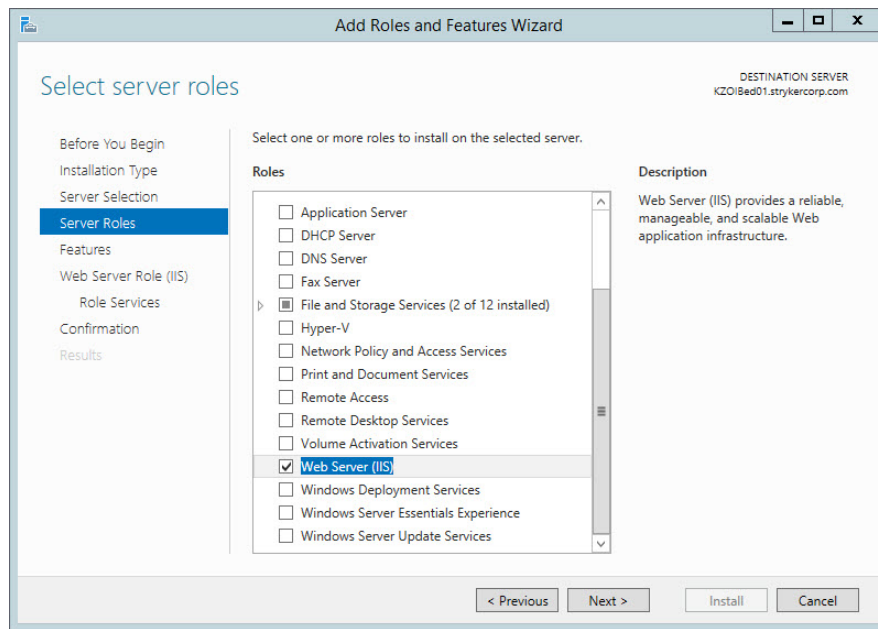 Add Roles and Features Wizard
Select server roles
DESTINATION SERVER
KZOIBed01.strykercorp.com
Before You Begin
Installation Type
Server Selection
Server Roles
Features
Web Server Role (IIS)
Role Services
Confirmation
Results
Select one or more roles to install on the selected server.
Roles
Application Server
DHCP Server
DNS Server
Fax Server
File and Storage Services (2 of 12 installed)
Hyper-V
Network Policy and Access Services
Print and Document Services
Remote Access
Remote Desktop Services
Volume Activation Services
Web Server (IIS)
Windows Deployment Services
Windows Server Essentials Experience
Windows Server Update Services
Description
Web Server (IIS) provides a reliable,
manageable, and scalable Web
application infrastructure.
< Previous
Next >
Install
Cancel